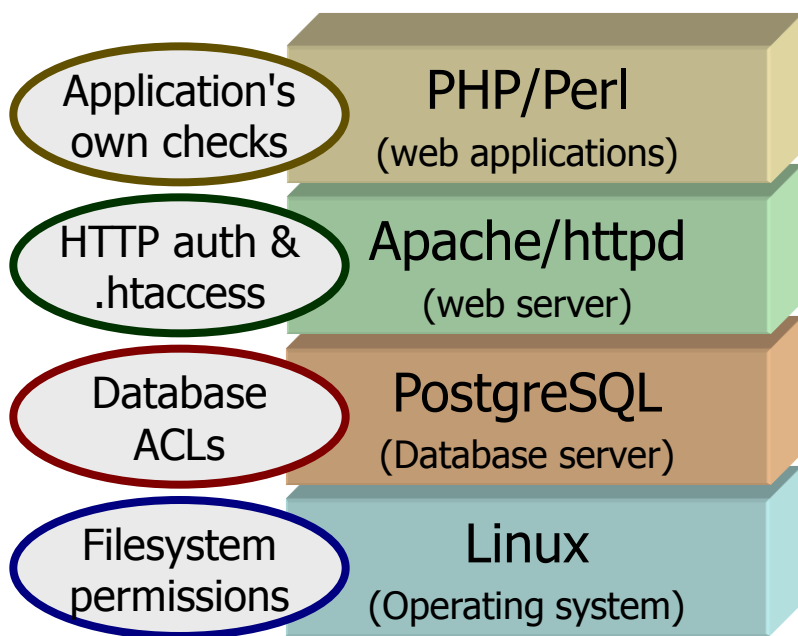 Application's
own checks
PHP/Perl
(web applications)
HTTP auth &
.htaccess
Apache/httpd
(web server)
Database
ACLs
PostgreSQL
(Database server)
Filesystem
permissions
Linux
(Operating system)